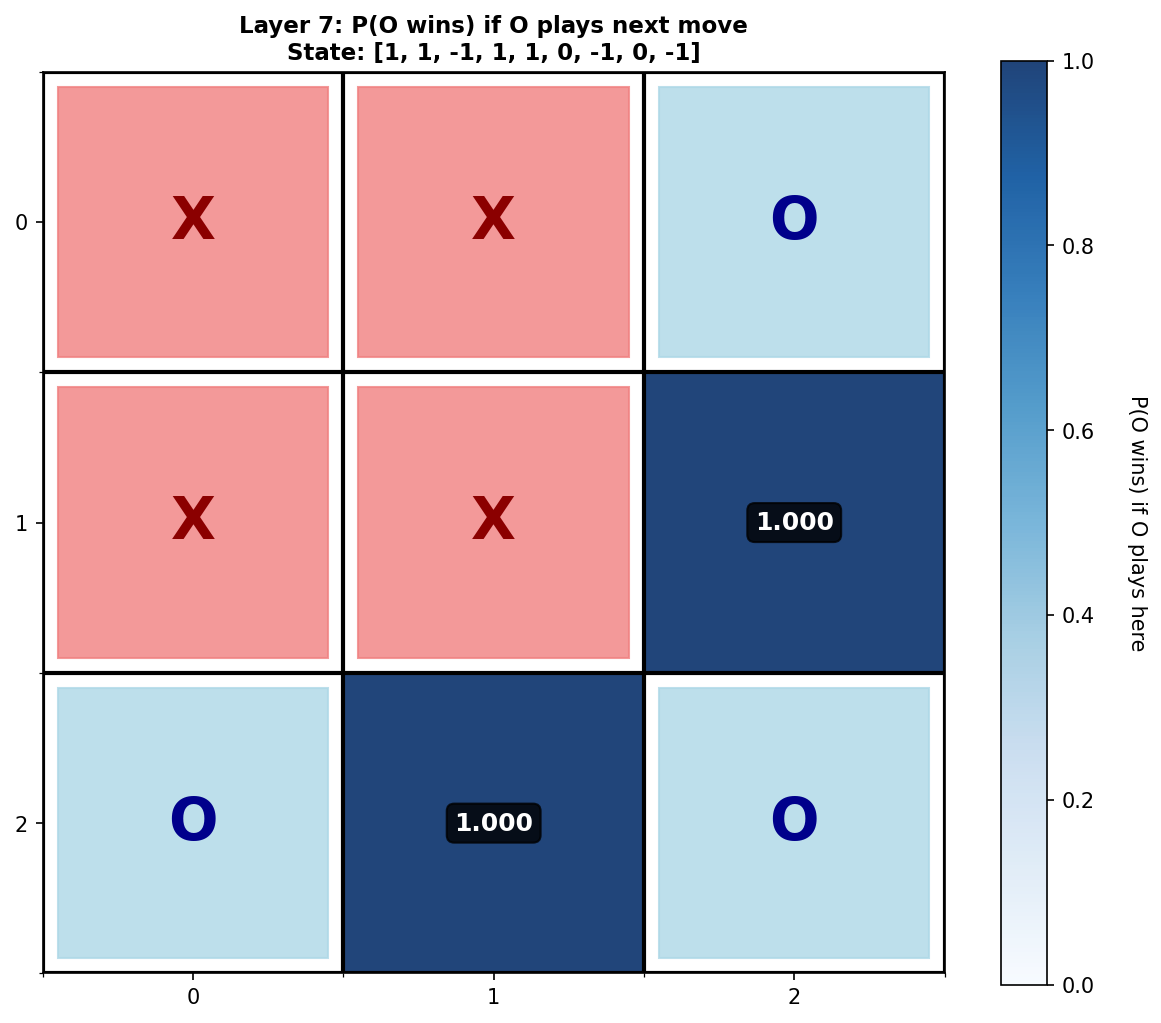 Layer 7: P(O wins) if O plays next move
State: [1, 1, -1, 1, 1, 0, -1, 0, -1]
0
X
X
O
1
X
X
1.000
2
O
1.000
O
0
1
2
1.0
0.8
0.6
0.4
0.2
0.0
P(O wins) if O plays here